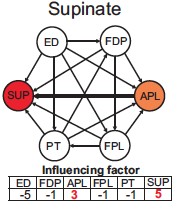 Supinate
ED FDP
SUP APL
PT FPL
Influencing factor
ED FDP APL FPL PT SUP
-5 -1 3 -1 -1 5